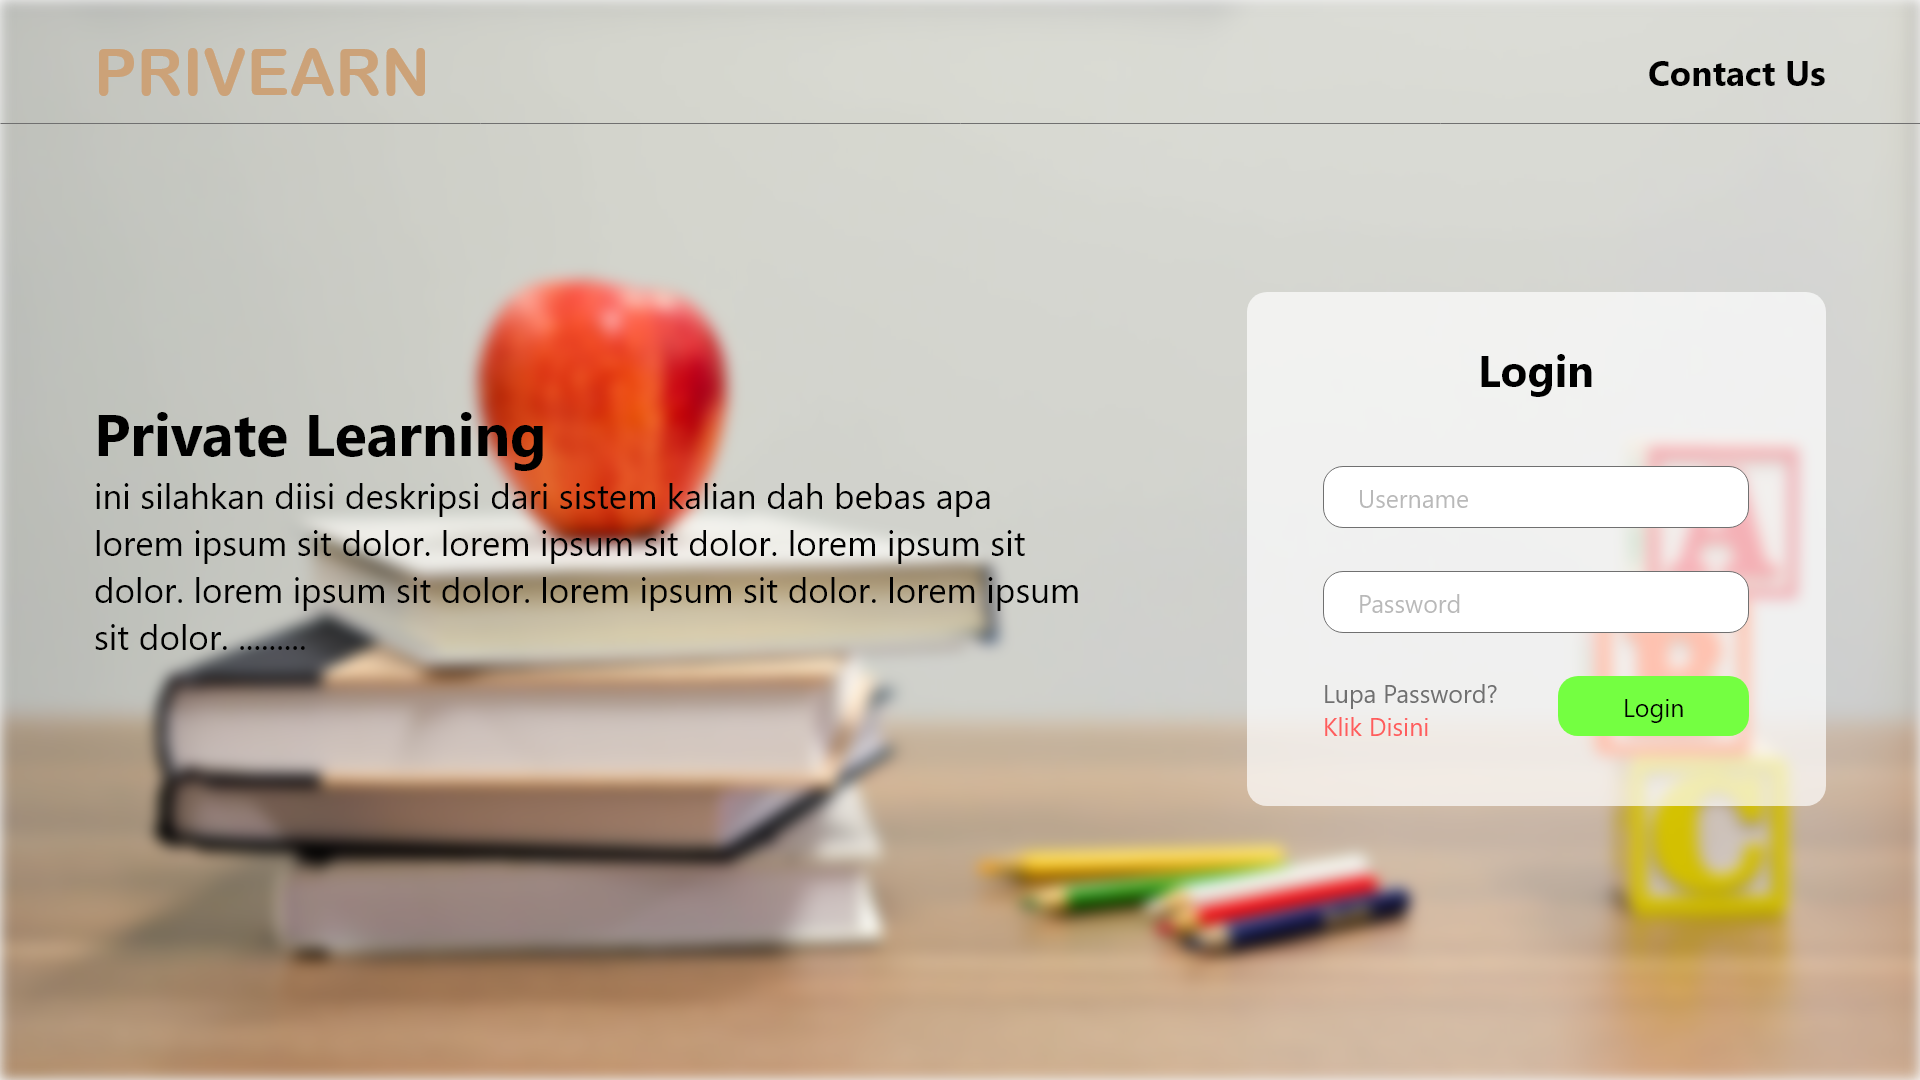 PRIVEARN
Contact Us
Private Learning
ini silahkan diisi deskripsi dari sistem kalian dah bebas apa
lorem ipsum sit dolor. lorem ipsum sit dolor. lorem ipsum sit
dolor. lorem ipsum sit dolor. lorem ipsum sit dolor. lorem ipsum
sit dolor. .........
Login
Username
Password
Lupa Password?
Klik Disini
Login
A
B
C